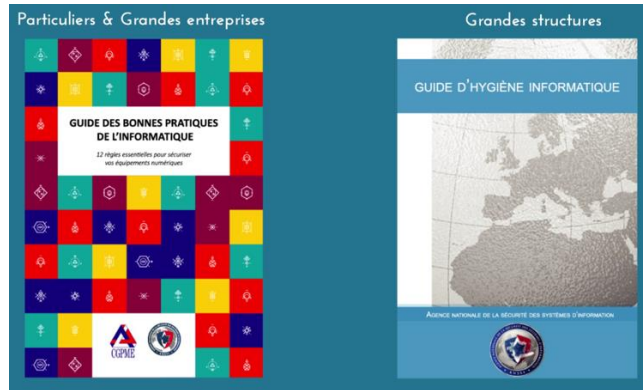 Particuliers & Grandes entreprises
GUIDE DES BONNES PRATIQUES
DE L'INFORMATIQUE
12 règles essentielles pour sécuriser
vos équipements numériques
CGPME
Grandes structures
GUIDE D'HYGIÈNE INFORMATIQUE
AGENCE NATIONALE DE LA SÉCURITÉ DES SYSTÈMES D'INFORMATION